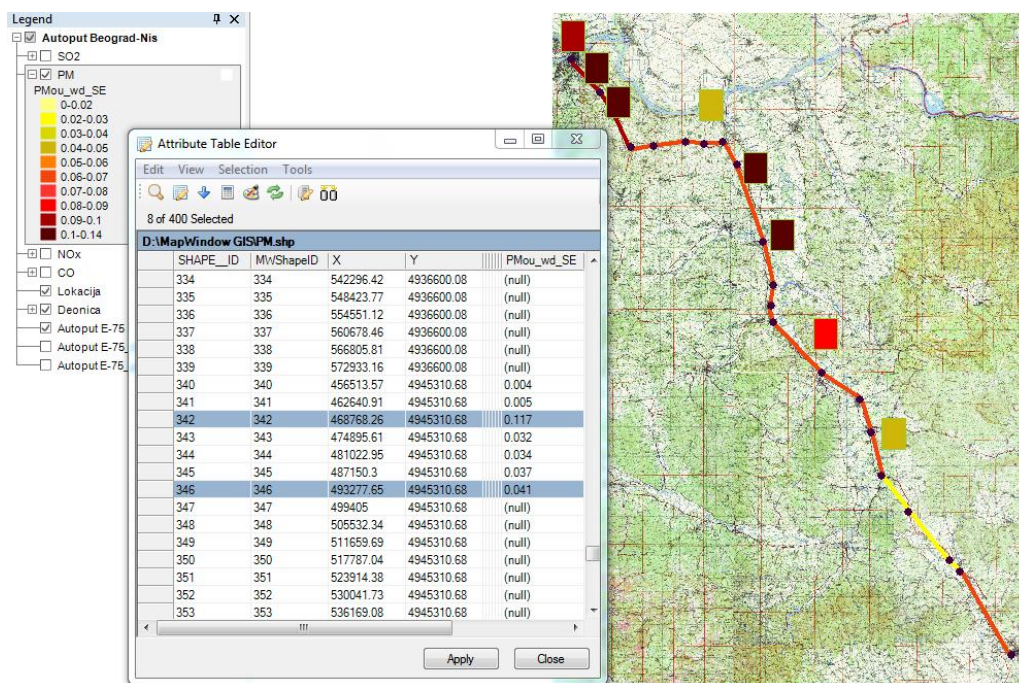 Legend
Autoput Beograd-Nis
SO2
PM
PMou_wd_SE
0-0.02
0.02-0.03
0.03-0.04
0.04-0.05
0.05-0.06
0.06-0.07
0.07-0.08
0.08-0.09
0.09-0.1
0.1-0.14
NOx
CO
Lokacija
Deonica
Autoput E-75
Autoput E-75_
Autoput E-75_
Attribute Table Editor
Edit View Selection Tools
8 of 400 Selected
D:\MapWindow GIS\PM.shp
SHAPE__ID MWShapeID X Y PMou_wd_SE
334 334 542296.42 4936600.08 (null)
335 335 548423.77 4936600.08 (null)
336 336 554551.12 4936600.08 (null)
337 337 560678.46 4936600.08 (null)
338 338 566805.81 4936600.08 (null)
339 339 572933.16 4936600.08 (null)
340 340 456513.57 4945310.68 0.004
341 341 462640.91 4945310.68 0.005
342 342 468768.26 4945310.68 0.117
343 343 474895.61 4945310.68 0.032
344 344 481022.95 4945310.68 0.034
345 345 487150.3 4945310.68 0.037
346 346 493277.65 4945310.68 0.041
347 347 499405 4945310.68 (null)
348 348 505532.34 4945310.68 (null)
349 349 511659.69 4945310.68 (null)
350 350 517787.04 4945310.68 (null)
351 351 523914.38 4945310.68 (null)
352 352 530041.73 4945310.68 (null)
353 353 536169.08 4945310.68 (null)
Apply Close